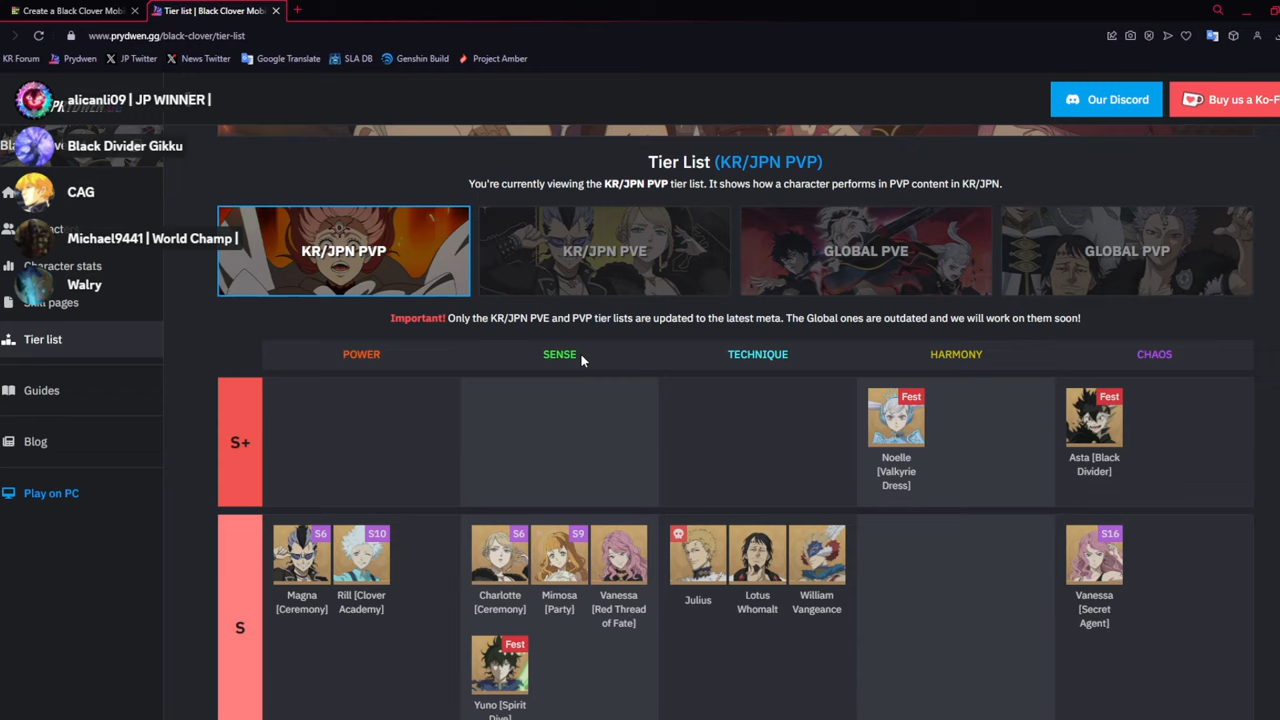 Create a Black Clover Mobi
Tier list | Black Clover Mobil
www.prydwen.gg/black-clover/tier-list
KR Forum
Prydwen
JP Twitter
News Twitter
Google Translate
SLA DB
Genshin Build
Project Amber
alicanli09 | JP WINNER |
Our Discord
Buy us a Ko-F
Black Divider Gikku
CAG
Michael9441 | World Champ |
Character stats
Walry
Skill pages
Tier list
Guides
Blog
Play on PC
Tier List (KR/JPN PVP)
You're currently viewing the KR/JPN PVP tier list. It shows how a character performs in PVP content in KR/JPN.
KR/JPN PVP
KR/JPN PVE
GLOBAL PVE
GLOBAL PVP
Important! Only the KR/JPN PVE and PVP tier lists are updated to the latest meta. The Global ones are outdated and we will work on them soon!
POWER
SENSE
TECHNIQUE
HARMONY
CHAOS
S+
Fest
Noelle
[Valkyrie
Dress]
Fest
Asta [Black
Divider]
S
S6
Magna
[Ceremony]
S10
Rill [Clover
Academy]
S6
Charlotte
[Ceremony]
S9
Mimosa
[Party]
Vanessa
[Red Thread
of Fate]
Fest
Yuno [Spirit
Dive]
Julius
Lotus
Whomalt
William
Vangeance
S16
Vanessa
[Secret
Agent]